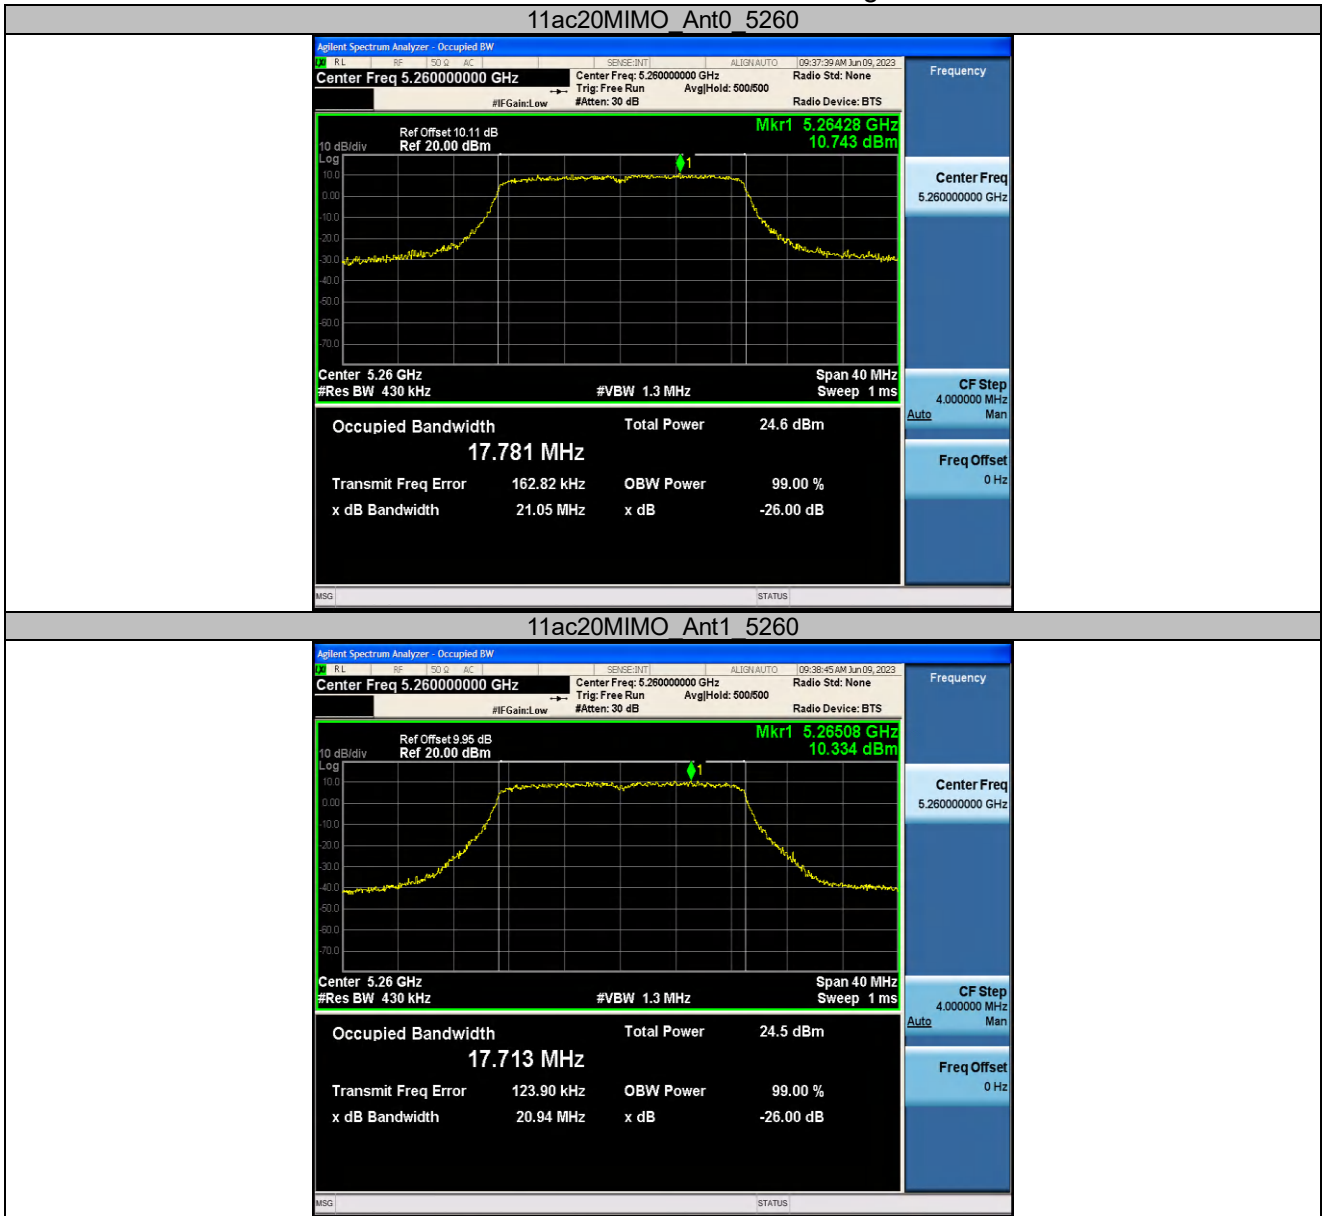 11ac20MIMO_Ant0_5260
Agilent Spectrum Analyzer - Occupied BW
RL RF 50 Ω AC SENSE:INT ALIGNAUTO 09:37:39 AM Jun 09, 2023
Center Freq 5.260000000 GHz
Center Freq: 5.260000000 GHz
Radio Std: None
Trig: Free Run Avg|Hold: 500/500
#IFGain:Low #Atten: 30 dB Radio Device: BTS
Frequency
Mkr1 5.26428 GHz
10.743 dBm
Ref Offset 10.11 dB
10 dB/div Ref 20.00 dBm
Log
10.0
0.00
-10.0
-20.0
-30.0
-40.0
-50.0
-60.0
-70.0
1
Center 5.26 GHz Span 40 MHz
#Res BW 430 kHz #VBW 1.3 MHz Sweep 1 ms
Center Freq
5.260000000 GHz
CF Step
4.000000 MHz
Auto Man
Freq Offset
0 Hz
Occupied Bandwidth Total Power 24.6 dBm
17.781 MHz
Transmit Freq Error 162.82 kHz OBW Power 99.00 %
x dB Bandwidth 21.05 MHz x dB -26.00 dB
MSG STATUS
11ac20MIMO_Ant1_5260
Agilent Spectrum Analyzer - Occupied BW
RL RF 50 Ω AC SENSE:INT ALIGNAUTO 09:38:45 AM Jun 09, 2023
Center Freq 5.260000000 GHz
Center Freq: 5.260000000 GHz
Radio Std: None
Trig: Free Run Avg|Hold: 500/500
#IFGain:Low #Atten: 30 dB Radio Device: BTS
Frequency
Mkr1 5.26508 GHz
10.334 dBm
Ref Offset 9.95 dB
10 dB/div Ref 20.00 dBm
Log
10.0
0.00
-10.0
-20.0
-30.0
-40.0
-50.0
-60.0
-70.0
1
Center 5.26 GHz Span 40 MHz
#Res BW 430 kHz #VBW 1.3 MHz Sweep 1 ms
Center Freq
5.260000000 GHz
CF Step
4.000000 MHz
Auto Man
Freq Offset
0 Hz
Occupied Bandwidth Total Power 24.5 dBm
17.713 MHz
Transmit Freq Error 123.90 kHz OBW Power 99.00 %
x dB Bandwidth 20.94 MHz x dB -26.00 dB
MSG STATUS